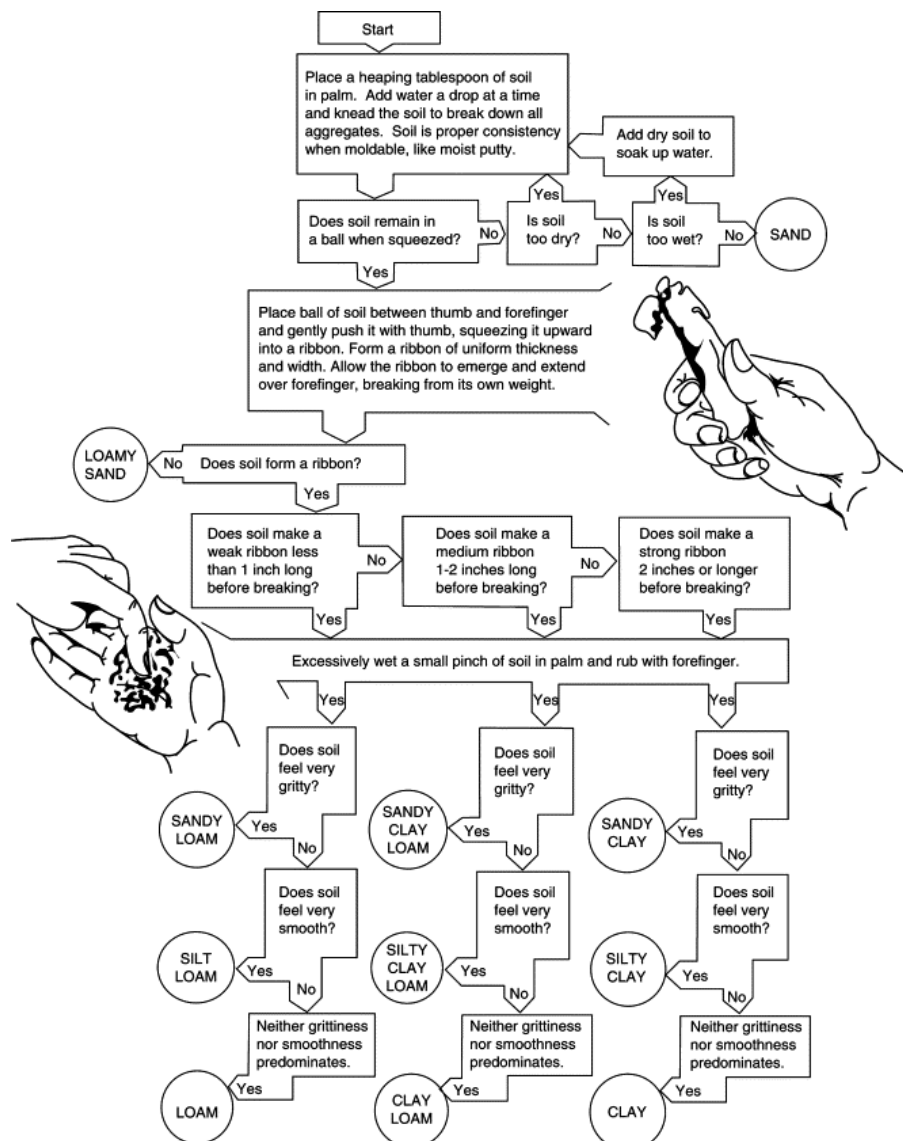 Start
Place a heaping tablespoon of soil
in palm. Add water a drop at a time
and knead the soil to break down all
aggregates. Soil is proper consistency
when moldable, like moist putty.
Add dry soil to
soak up water.
Yes
Yes
Does soil remain in
a ball when squeezed?
No
Is soil
too dry?
No
Is soil
too wet?
No
SAND
Yes
Place ball of soil between thumb and forefinger
and gently push it with thumb, squeezing it upward
into a ribbon. Form a ribbon of uniform thickness
and width. Allow the ribbon to emerge and extend
over forefinger, breaking from its own weight.
LOAMY
SAND
No
Does soil form a ribbon?
Yes
Does soil make a
weak ribbon less
than 1 inch long
before breaking?
No
Does soil make a
medium ribbon
1-2 inches long
before breaking?
No
Does soil make a
strong ribbon
2 inches or longer
before breaking?
Yes
Yes
Yes
Excessively wet a small pinch of soil in palm and rub with forefinger.
Yes
Yes
Yes
Does soil
feel very
gritty?
Does soil
feel very
gritty?
Does soil
feel very
gritty?
SANDY
LOAM
Yes
No
SANDY
CLAY
LOAM
Yes
No
SANDY
CLAY
Yes
No
Does soil
feel very
smooth?
Does soil
feel very
smooth?
Does soil
feel very
smooth?
SILT
LOAM
Yes
No
SILTY
CLAY
LOAM
Yes
No
SILTY
CLAY
Yes
No
Neither grittiness
nor smoothness
predominates.
Neither grittiness
nor smoothness
predominates.
Neither grittiness
nor smoothness
predominates.
LOAM
Yes
CLAY
LOAM
Yes
CLAY
Yes